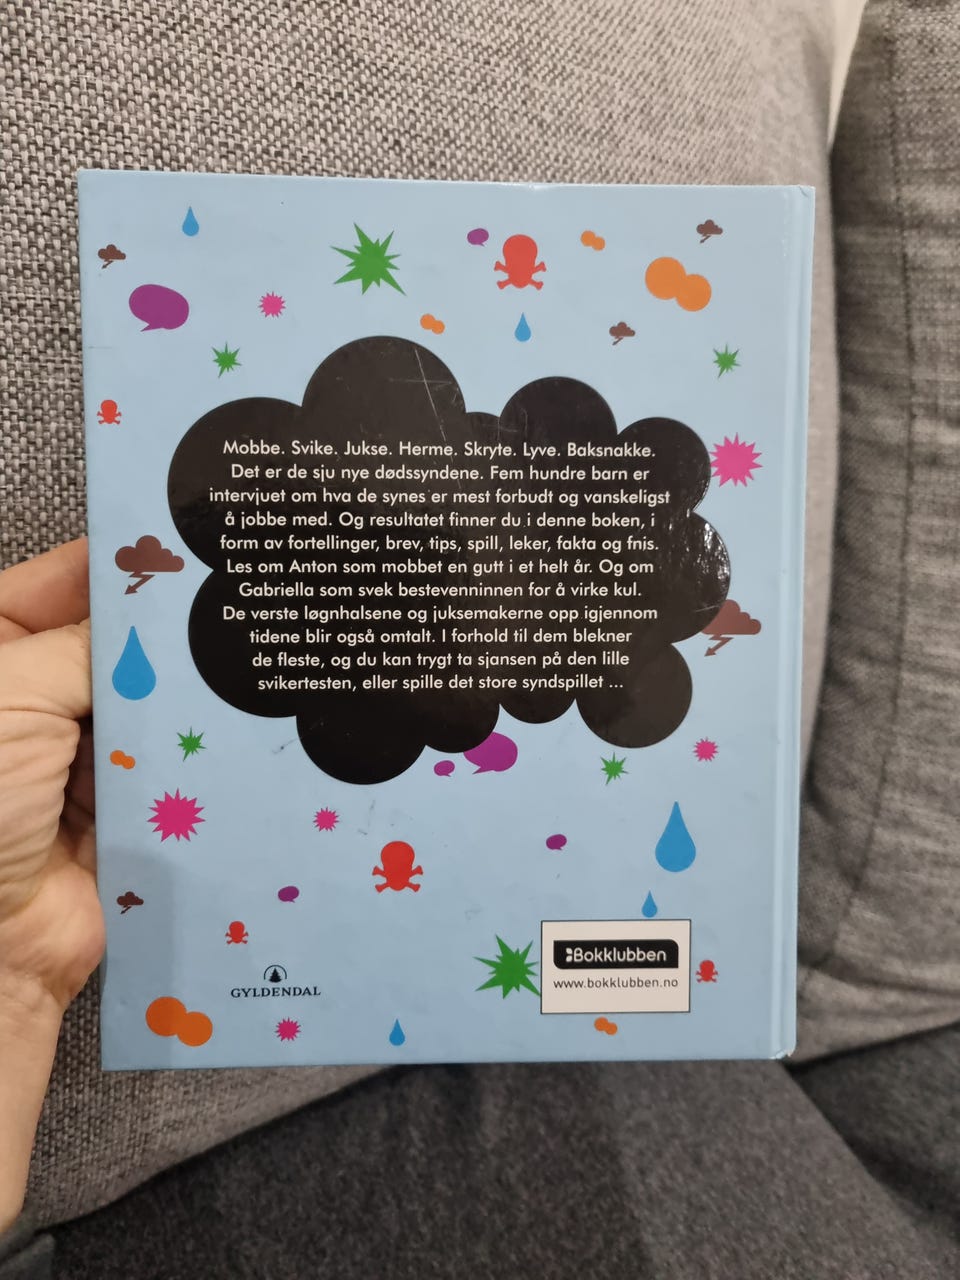 Mobbe. Svike. Jukse. Herme. Skryte. Lyve. Baksnakke.
Det er de sju nye dødssyndene. Fem hundre barn er
intervjuet om hva de synes er mest forbudt og vanskeligst
å jobbe med. Og resultatet finner du i denne boken, i
form av fortellinger, brev, tips, spill, leker, fakta og fnis.
Les om Anton som mobbet en gutt i et helt år. Og om
Gabriella som svek bestevenninnen for å virke kul.
De verste løgnhalsene og juksemakerne opp igjennom
tidene blir også omtalt. I forhold til dem blekner
de fleste, og du kan trygt ta sjansen på den lille
svikertesten, eller spille det store syndspillet ...
GYLDENDAL
Bokklubben
www.bokklubben.no